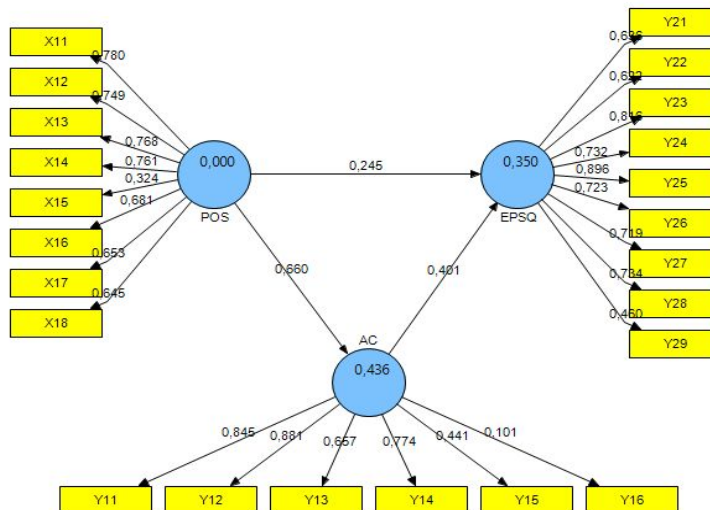 X11
X12
X13
X14
X15
X16
X17
X18
0,780
0,749
0,768
0,761
0,324
0,681
0,653
0,645
0,000
POS
0,245
0,660
0,401
0,350
EPSQ
AC
0,436
0,816
0,732
0,896
0,723
0,719
0,734
0,460
Y21
Y22
Y23
Y24
Y25
Y26
Y27
Y28
Y29
0,845
0,881
0,774
0,441
0,101
Y11
Y12
Y13
Y14
Y15
Y16